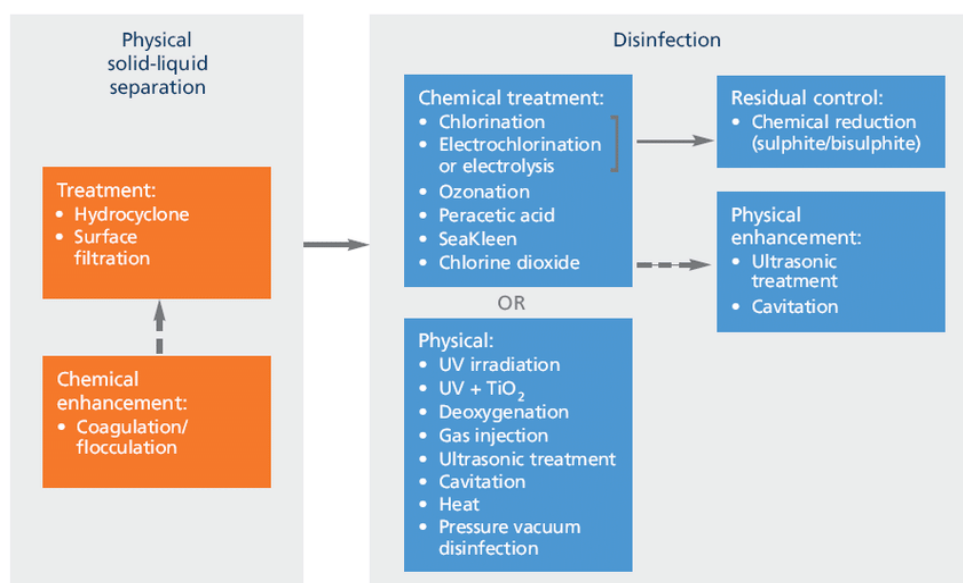 Physical
solid-liquid
separation
Treatment:
• Hydrocyclone
• Surface
filtration
Chemical
enhancement:
• Coagulation/
flocculation
Disinfection
Chemical treatment:
• Chlorination
• Electrochlorination
or electrolysis
• Ozonation
• Peracetic acid
• SeaKleen
• Chlorine dioxide
OR
Physical:
• UV irradiation
• UV + TiO₂
• Deoxygenation
• Gas injection
• Ultrasonic treatment
• Cavitation
• Heat
• Pressure vacuum
disinfection
Residual control:
• Chemical reduction
(sulphite/bisulphite)
Physical
enhancement:
• Ultrasonic
treatment
• Cavitation